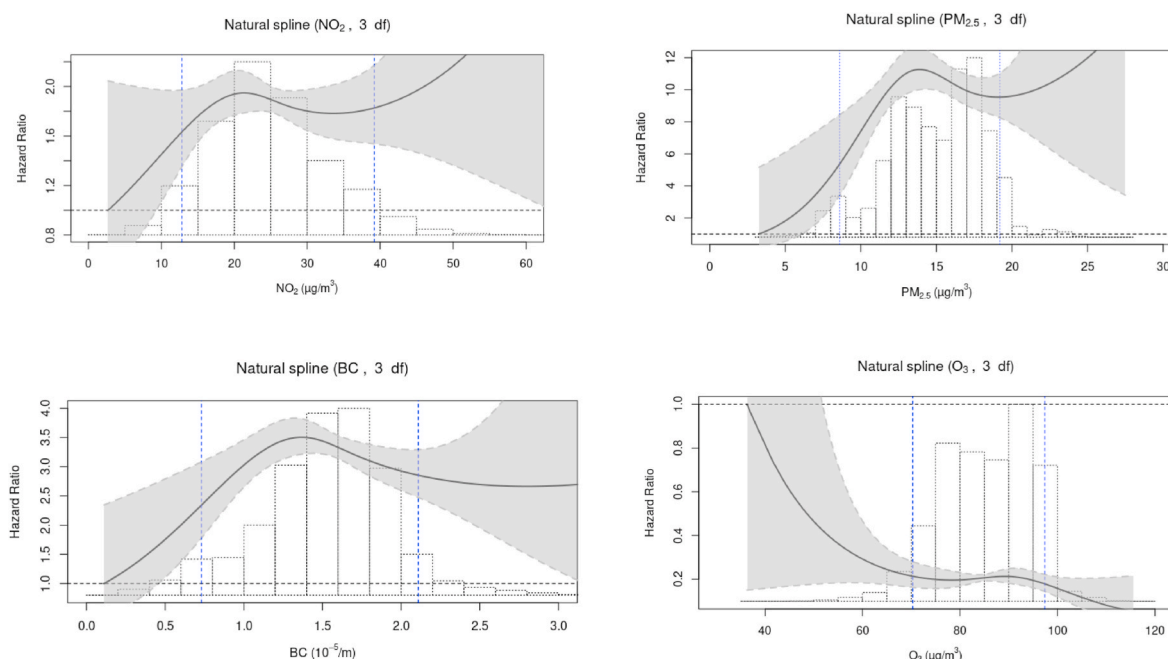 Natural spline (NO₂ , 3 df)
Hazard Ratio
0.8 1.2 1.6 2.0
0 10 20 30 40 50 60
NO₂ (µg/m³)
Natural spline (PM₂.₅ , 3 df)
Hazard Ratio
2 4 6 8 10 12
0 5 10 15 20 25 30
PM₂.₅ (µg/m³)
Natural spline (BC , 3 df)
Hazard Ratio
1.0 1.5 2.0 2.5 3.0 3.5 4.0
0.0 0.5 1.0 1.5 2.0 2.5 3.0
BC (10⁻⁵/m)
Natural spline (O₃ , 3 df)
Hazard Ratio
0.2 0.4 0.6 0.8 1.0
40 60 80 100 120
O₃ (µg/m³)